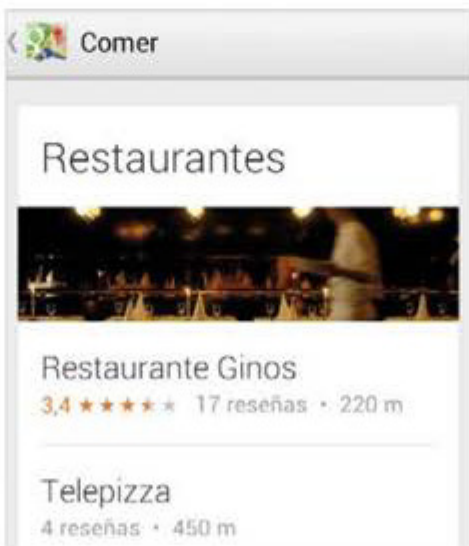 Comer
Restaurantes
Restaurante Ginos
3,4 ★★★★★ 17 reseñas · 220 m
Telepizza
4 reseñas · 450 m